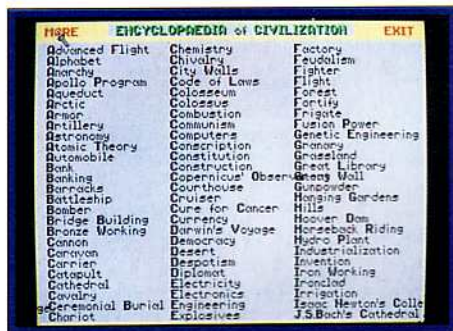 MORE ENCYCLOPAEDIA of CIVILIZATION EXIT
Advanced Flight
Alphabet
Anarchy
Apollo Program
Aqueduct
Arctic
Armor
Artillery
Astronomy
Atomic Theory
Automobile
Bank
Banking
Barracks
Battleship
Bomber
Bridge Building
Bronze Working
Cannon
Caravan
Carrier
Catapult
Cathedral
Cavalry
Ceremonial Burial
Chariot
Chemistry
Chivalry
City Walls
Code of Laws
Colosseum
Colossus
Combustion
Communism
Computers
Conscription
Constitution
Construction
Copernicus' Observ
Courthouse
Cruiser
Cure for Cancer
Currency
Darwin's Voyage
Democracy
Desert
Despotism
Diplomat
Electricity
Electronics
Engineering
Explosives
Factory
Feudalism
Fighter
Flight
Forest
Fortify
Frigate
Fusion Power
Genetic Engineering
Granary
Grassland
Great Library
Great Wall
Gunpowder
Hanging Gardens
Hills
Hoover Dam
Horseback Riding
Hydro Plant
Industrialization
Invention
Iron Working
Ironclad
Irrigation
Isaac Newton's Colle
J.S.Bach's Cathedral